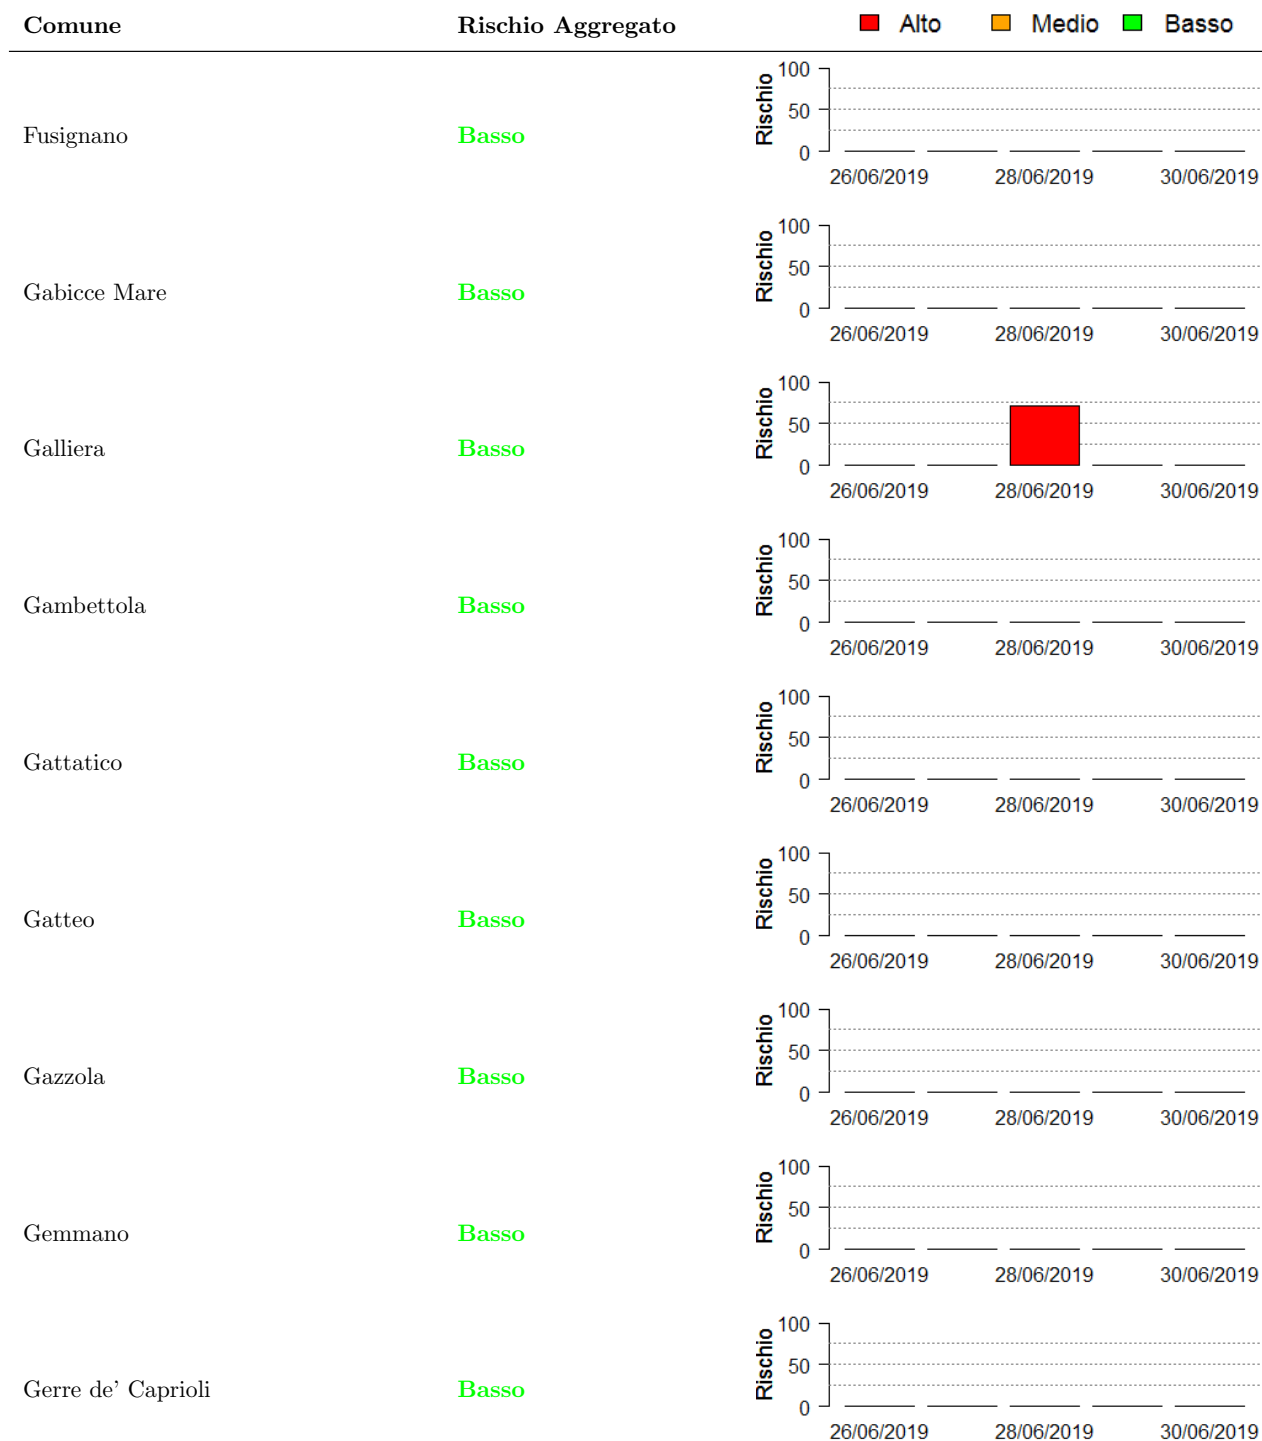 Comune Rischio Aggregato Alto Medio Basso
100
50
0
Rischio
Fusignano Basso
26/06/2019 28/06/2019 30/06/2019
100
50
0
Rischio
Gabicce Mare Basso
26/06/2019 28/06/2019 30/06/2019
100
50
0
Rischio
Galliera Basso
26/06/2019 28/06/2019 30/06/2019
100
50
0
Rischio
Gambettola Basso
26/06/2019 28/06/2019 30/06/2019
100
50
0
Rischio
Gattatico Basso
26/06/2019 28/06/2019 30/06/2019
100
50
0
Rischio
Gatteo Basso
26/06/2019 28/06/2019 30/06/2019
100
50
0
Rischio
Gazzola Basso
26/06/2019 28/06/2019 30/06/2019
100
50
0
Rischio
Gemmano Basso
26/06/2019 28/06/2019 30/06/2019
100
50
0
Rischio
Gerre de' Caprioli Basso
26/06/2019 28/06/2019 30/06/2019